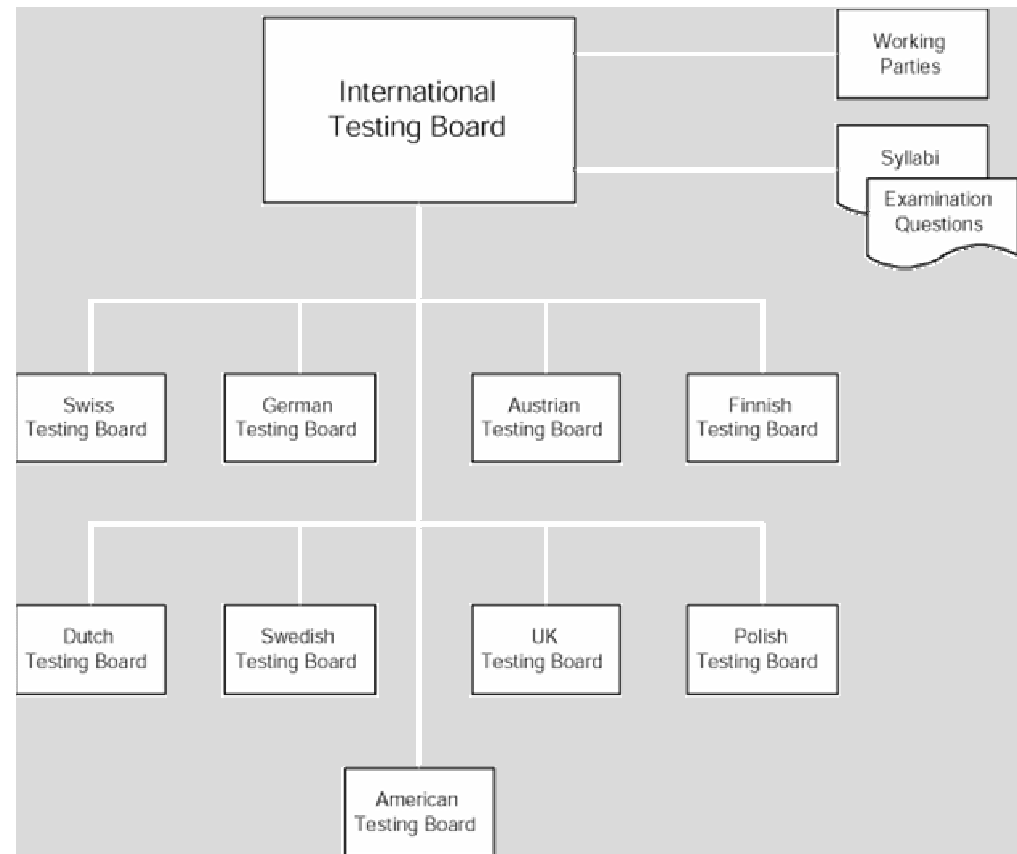 International
Testing Board
Working
Parties
Syllabi
Examination
Questions
Swiss
Testing Board
German
Testing Board
Austrian
Testing Board
Finnish
Testing Board
Dutch
Testing Board
Swedish
Testing Board
UK
Testing Board
Polish
Testing Board
American
Testing Board